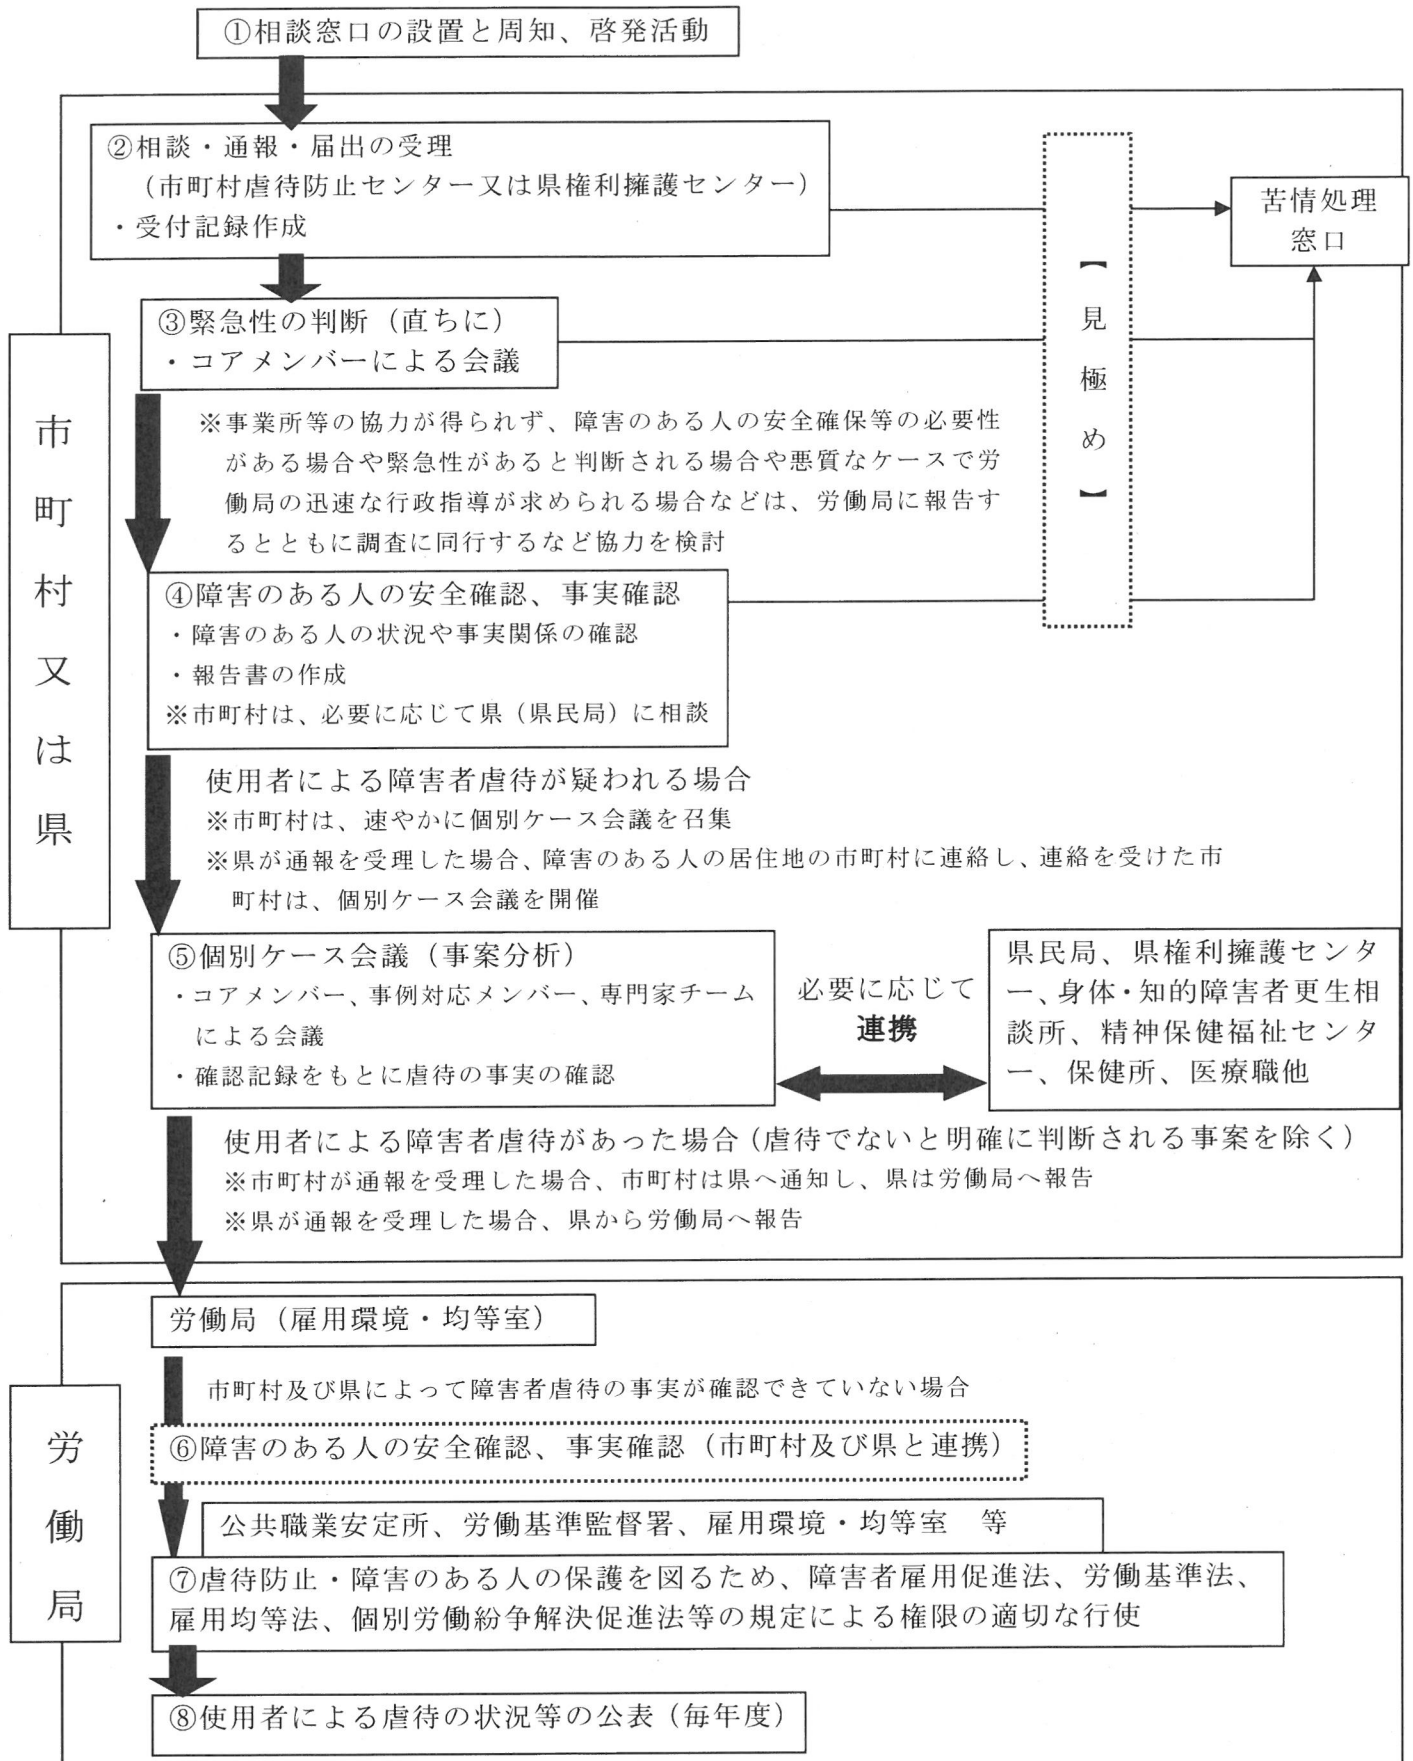 ①相談窓口の設置と周知、啓発活動
②相談・通報・届出の受理
（市町村虐待防止センター又は県権利擁護センター）
・受付記録作成
苦情処理
窓口
【見極め】
③緊急性の判断（直ちに）
・コアメンバーによる会議
※事業所等の協力が得られず、障害のある人の安全確保等の必要性
がある場合や緊急性があると判断される場合や悪質なケースで労
働局の迅速な行政指導が求められる場合などは、労働局に報告す
るとともに調査に同行するなど協力を検討
市町村又は県
④障害のある人の安全確認、事実確認
・障害のある人の状況や事実関係の確認
・報告書の作成
※市町村は、必要に応じて県（県民局）に相談
使用者による障害者虐待が疑われる場合
※市町村は、速やかに個別ケース会議を召集
※県が通報を受理した場合、障害のある人の居住地の市町村に連絡し、連絡を受けた市
町村は、個別ケース会議を開催
⑤個別ケース会議（事案分析）
・コアメンバー、事例対応メンバー、専門家チーム
による会議
・確認記録をもとに虐待の事実の確認
必要に応じて
連携
県民局、県権利擁護センタ
ー、身体・知的障害者更生相
談所、精神保健福祉センタ
ー、保健所、医療職他
使用者による障害者虐待があった場合（虐待でないと明確に判断される事案を除く）
※市町村が通報を受理した場合、市町村は県へ通知し、県は労働局へ報告
※県が通報を受理した場合、県から労働局へ報告
労働局（雇用環境・均等室）
市町村及び県によって障害者虐待の事実が確認できていない場合
⑥障害のある人の安全確認、事実確認（市町村及び県と連携）
労働局
公共職業安定所、労働基準監督署、雇用環境・均等室　等
⑦虐待防止・障害のある人の保護を図るため、障害者雇用促進法、労働基準法、
雇用均等法、個別労働紛争解決促進法等の規定による権限の適切な行使
⑧使用者による虐待の状況等の公表（毎年度）